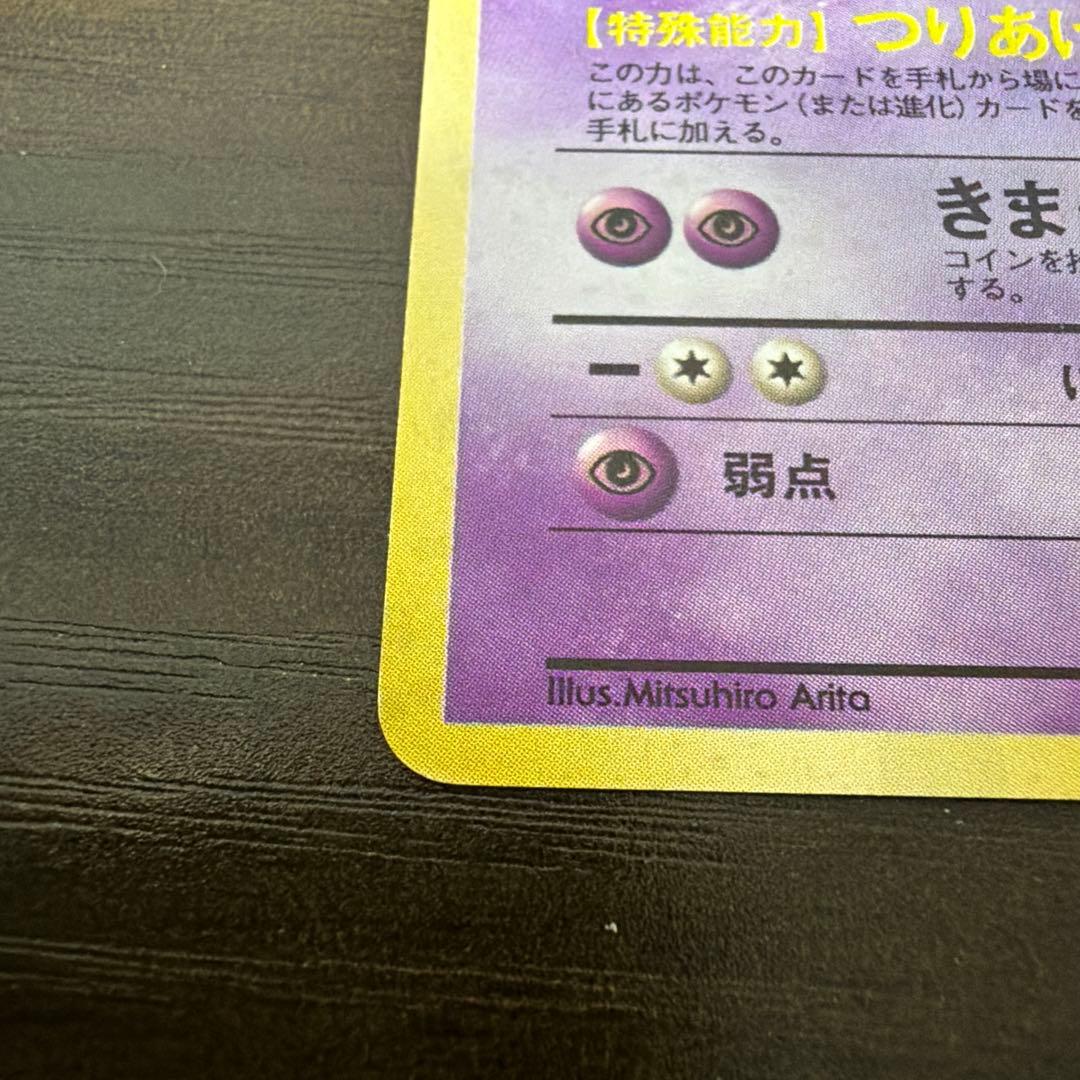 【特殊能力】つりあげ
この力は、このカードを手札から場に
にあるポケモン(または進化)カードを
手札に加える。
きま
コインを投
する。
弱点
Illus.Mitsuhiro Arita